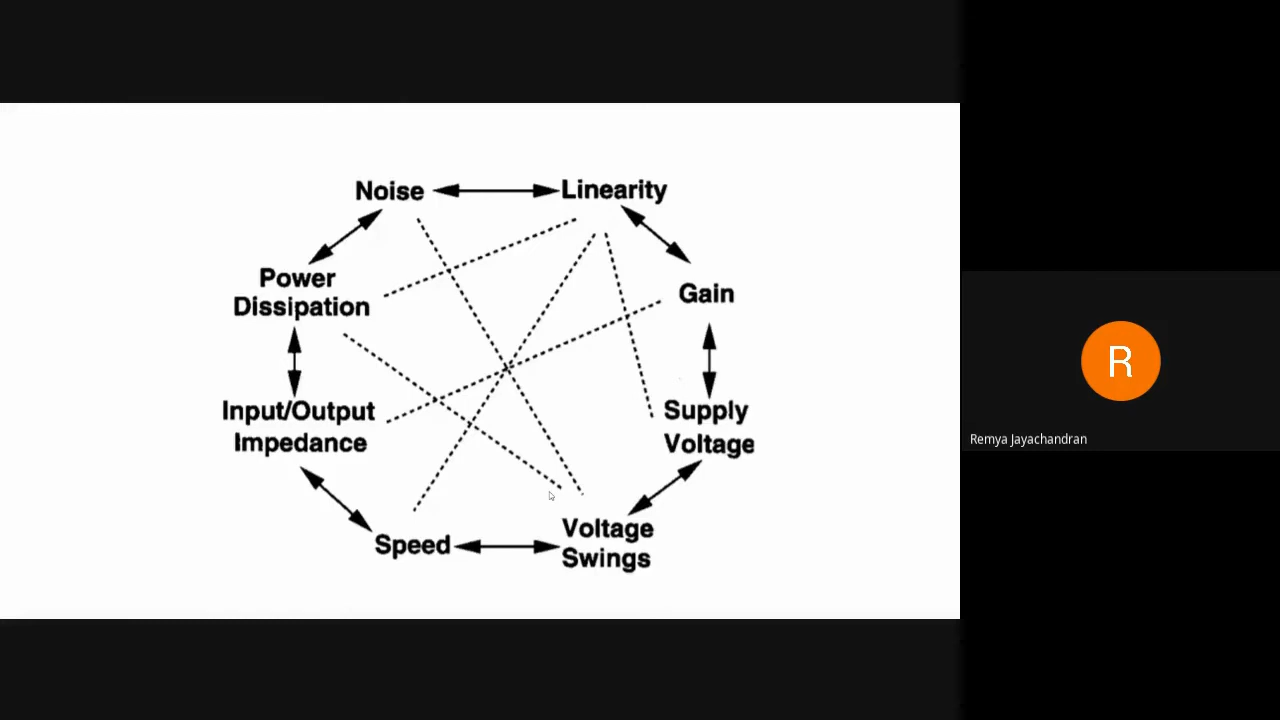 Noise
Linearity
Power
Dissipation
Gain
Input/Output
Impedance
Supply
Voltage
Speed
Voltage
Swings
R
Remya Jayachandran